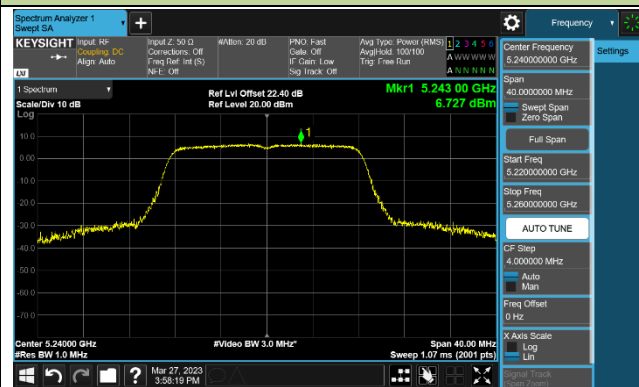 Spectrum Analyzer 1
Swept SA
+
Frequency
KEYSIGHT
Input: RF
Coupling: DC
Align: Auto
Input Z: 50 Ω
Corrections: Off
Freq Ref: Int (S)
NFE: Off
#Atten: 20 dB
PNO: Fast
Gate: Off
IF Gain: Low
Sig Track: Off
Avg Type: Power (RMS)
Avg|Hold: 100/100
Trig: Free Run
1 2 3 4 5 6
A W W W W W
A N N N N N
LXI
1 Spectrum
Scale/Div 10 dB
Log
Ref Lvl Offset 22.40 dB
Ref Level 20.00 dBm
Mkr1 5.243 00 GHz
6.727 dBm
1
10.0
0.00
-10.0
-20.0
-30.0
-40.0
-50.0
-60.0
-70.0
Center 5.24000 GHz
#Res BW 1.0 MHz
#Video BW 3.0 MHz*
Span 40.00 MHz
Sweep 1.07 ms (2001 pts)
Mar 27, 2023
3:58:19 PM
?
Center Frequency
5.240000000 GHz
Settings
Span
40.0000000 MHz
Swept Span
Zero Span
Full Span
Start Freq
5.220000000 GHz
Stop Freq
5.260000000 GHz
AUTO TUNE
CF Step
4.000000 MHz
Auto
Man
Freq Offset
0 Hz
X Axis Scale
Log
Lin
Signal Track
(Span Zoom)